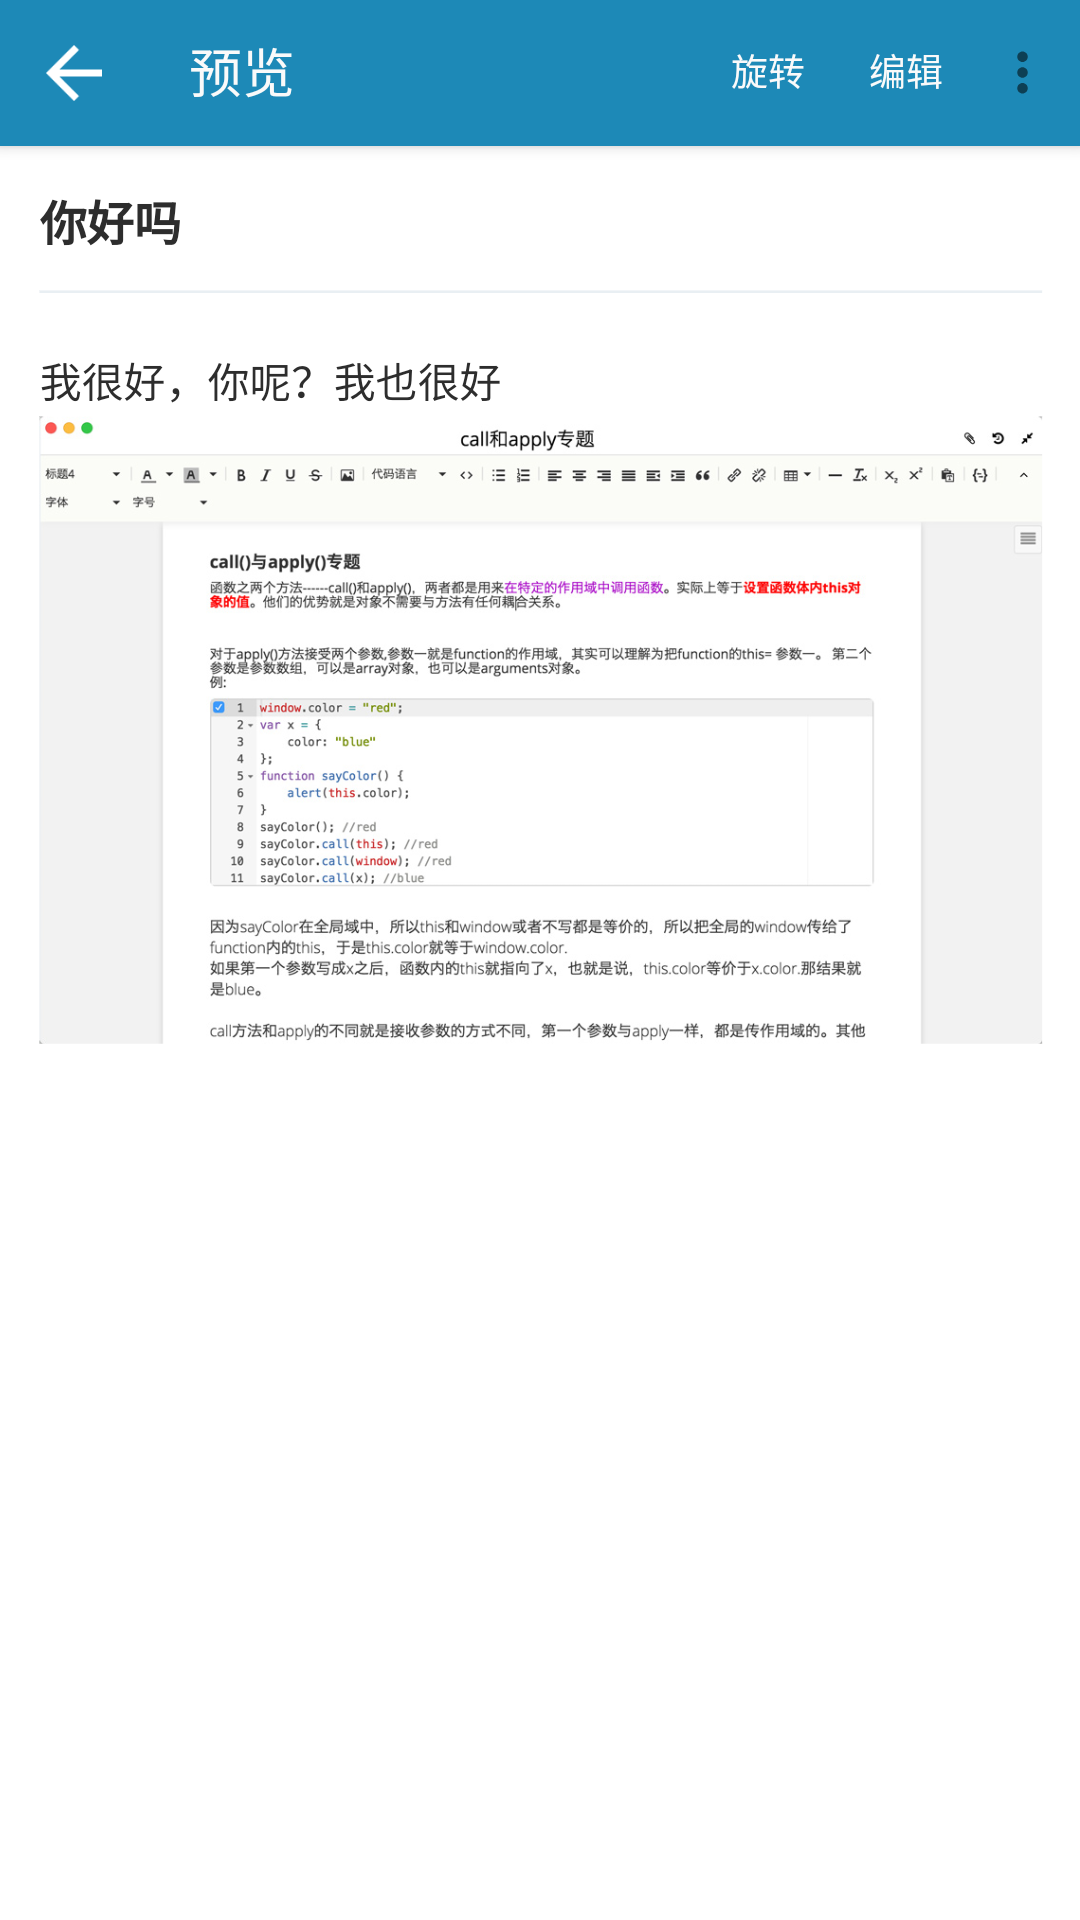 预览 旋转 编辑
你好吗
我很好，你呢？我也很好
call和apply专题
标题4 A A B I U S 代码语言
字体 字号
call()与apply()专题
函数之两个方法------call()和apply()，两者都是用来在特定的作用域中调用函数。实际上等于设置函数体内this对
象的值。他们的优势就是对象不需要与方法有任何耦合关系。
对于apply()方法接受两个参数,参数一就是function的作用域，其实可以理解为把function的this= 参数一。 第二个
参数是参数数组，可以是array对象，也可以是arguments对象。
例:
1 window.color = "red";
2 var x = {
3 color: "blue"
4 };
5 function sayColor() {
6 alert(this.color);
7 }
8 sayColor(); //red
9 sayColor.call(this); //red
10 sayColor.call(window); //red
11 sayColor.call(x); //blue
因为sayColor在全局域中，所以this和window或者不写都是等价的，所以把全局的window传给了
function内的this，于是this.color就等于window.color.
如果第一个参数写成x之后，函数内的this就指向了x，也就是说，this.color等价于x.color.那结果就
是blue。
call方法和apply的不同就是接收参数的方式不同，第一个参数与apply一样，都是传作用域的。其他